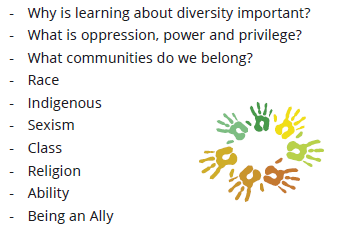 - Why is learning about diversity important?
- What is oppression, power and privilege?
- What communities do we belong?
- Race
- Indigenous
- Sexism
- Class
- Religion
- Ability
- Being an Ally